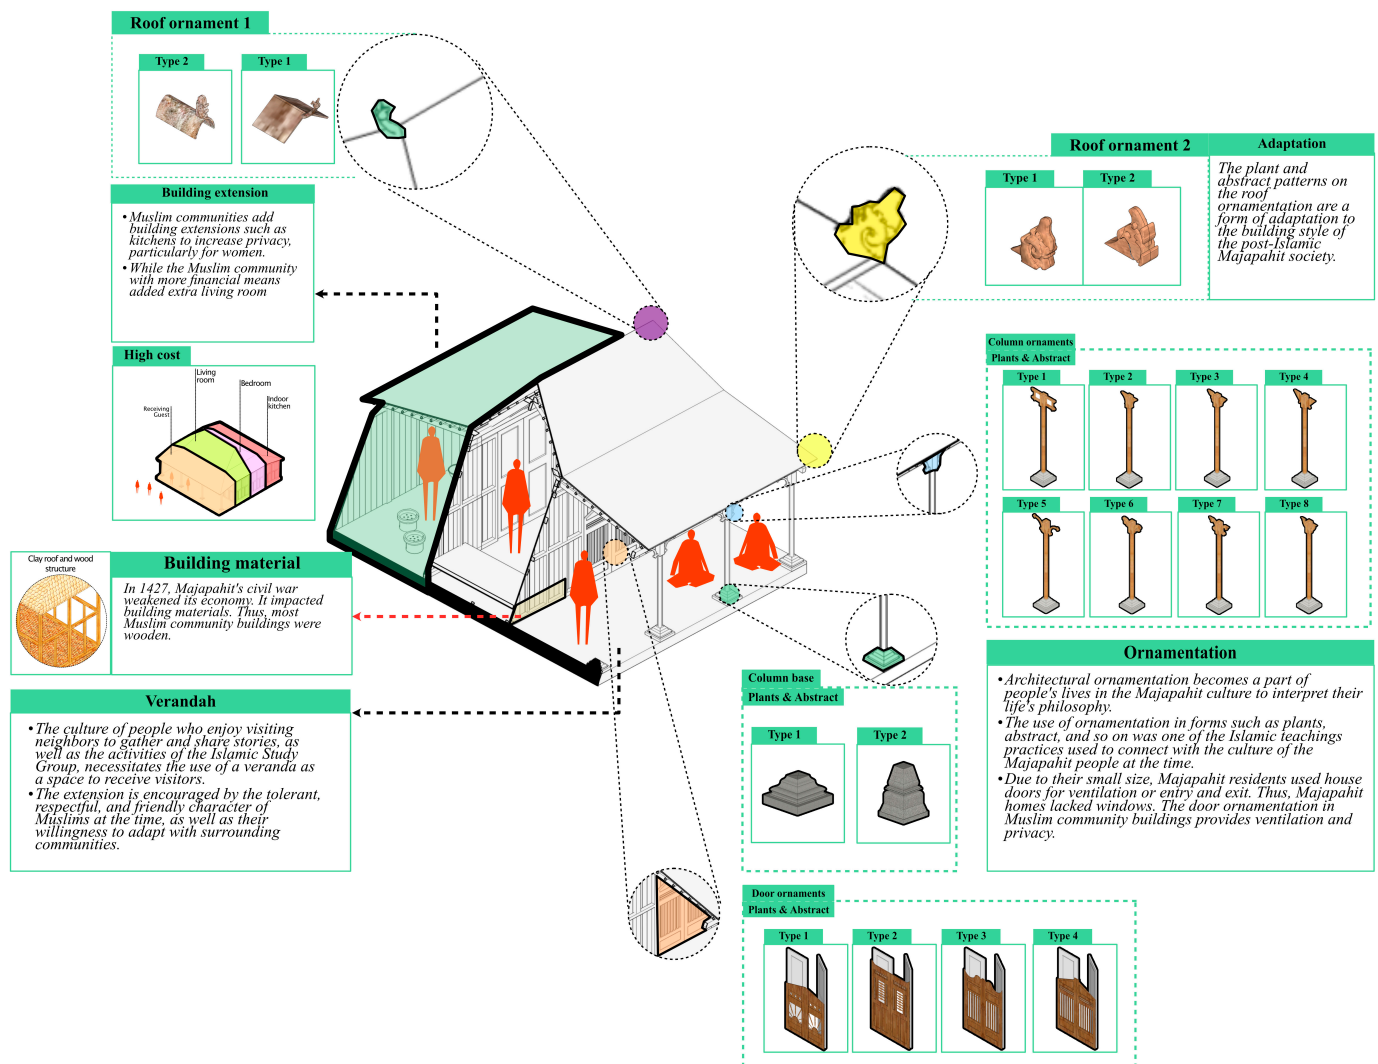 Roof ornament 1
Type 2
Type 1
Building extension
• Muslim communities add
building extensions such as
kitchens to increase privacy,
particularly for women.
• While the Muslim community
with more financial means
added extra living room
High cost
Living
room
Bedroom
Receiving
Guest
Indoor
kitchen
Clay roof and wood
structure
Building material
In 1427, Majapahit's civil war
weakened its economy. It impacted
building materials. Thus, most
Muslim community buildings were
wooden.
Verandah
• The culture of people who enjoy visiting
neighbors to gather and share stories, as
well as the activities of the Islamic Study
Group, necessitates the use of a veranda as
a space to receive visitors.
• The extension is encouraged by the tolerant,
respectful, and friendly character of
Muslims at the time, as well as their
willingness to adapt with surrounding
communities.
Roof ornament 2
Type 1
Type 2
Adaptation
The plant and
abstract patterns on
the roof
ornamentation are a
form of adaptation to
the building style of
the post-Islamic
Majapahit society.
Column ornaments
Plants & Abstract
Type 1
Type 2
Type 3
Type 4
Type 5
Type 6
Type 7
Type 8
Ornamentation
• Architectural ornamentation becomes a part of
people's lives in the Majapahit culture to interpret their
life's philosophy.
• The use of ornamentation in forms such as plants,
abstract, and so on was one of the Islamic teachings
practices used to connect with the culture of the
Majapahit people at the time.
• Due to their small size, Majapahit residents used house
doors for ventilation or entry and exit. Thus, Majapahit
homes lacked windows. The door ornamentation in
Muslim community buildings provides ventilation and
privacy.
Column base
Plants & Abstract
Type 1
Type 2
Door ornaments
Plants & Abstract
Type 1
Type 2
Type 3
Type 4